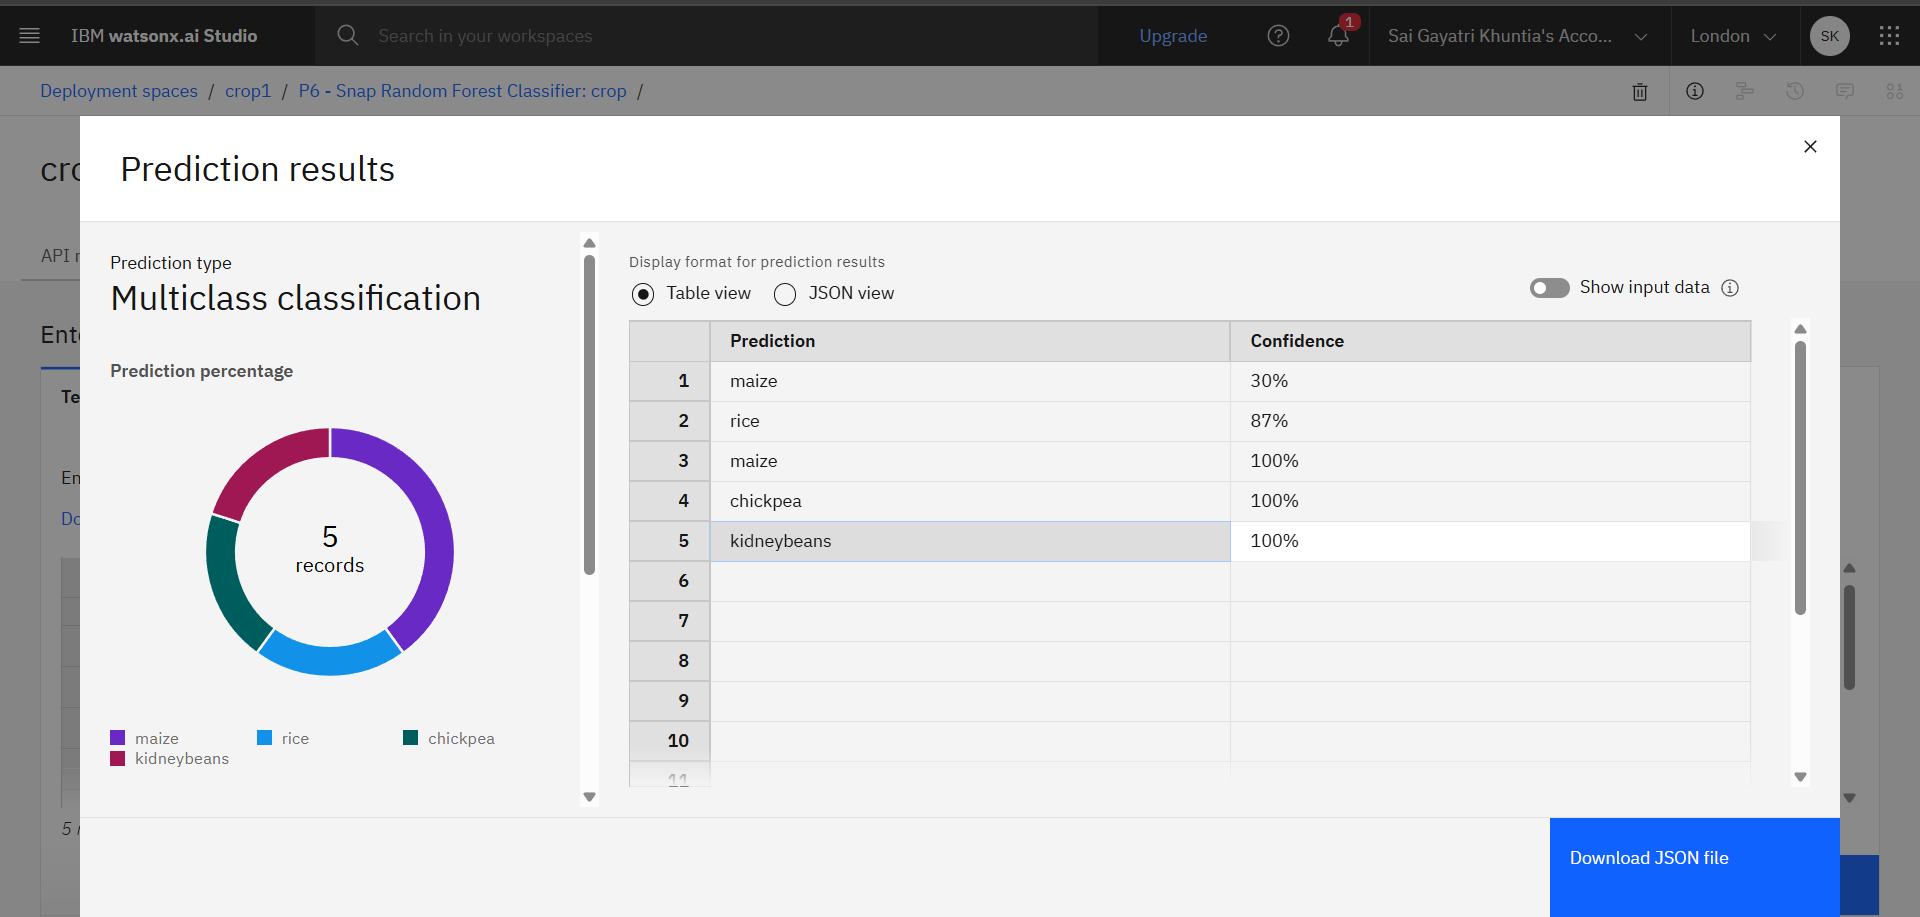 IBM watsonx.ai Studio
Search in your workspaces
Upgrade
1
Sai Gayatri Khuntia's Acco...
London
SK
Deployment spaces / crop1 / P6 - Snap Random Forest Classifier: crop /
cro
Prediction results
API r
Prediction type
Multiclass classification
Display format for prediction results
Table view
JSON view
Show input data
Ente
Prediction percentage
Te
En
Do
5 records
maize
rice
chickpea
kidneybeans
Prediction Confidence
1 maize 30%
2 rice 87%
3 maize 100%
4 chickpea 100%
5 kidneybeans 100%
6
7
8
9
10
11
5 r
Download JSON file